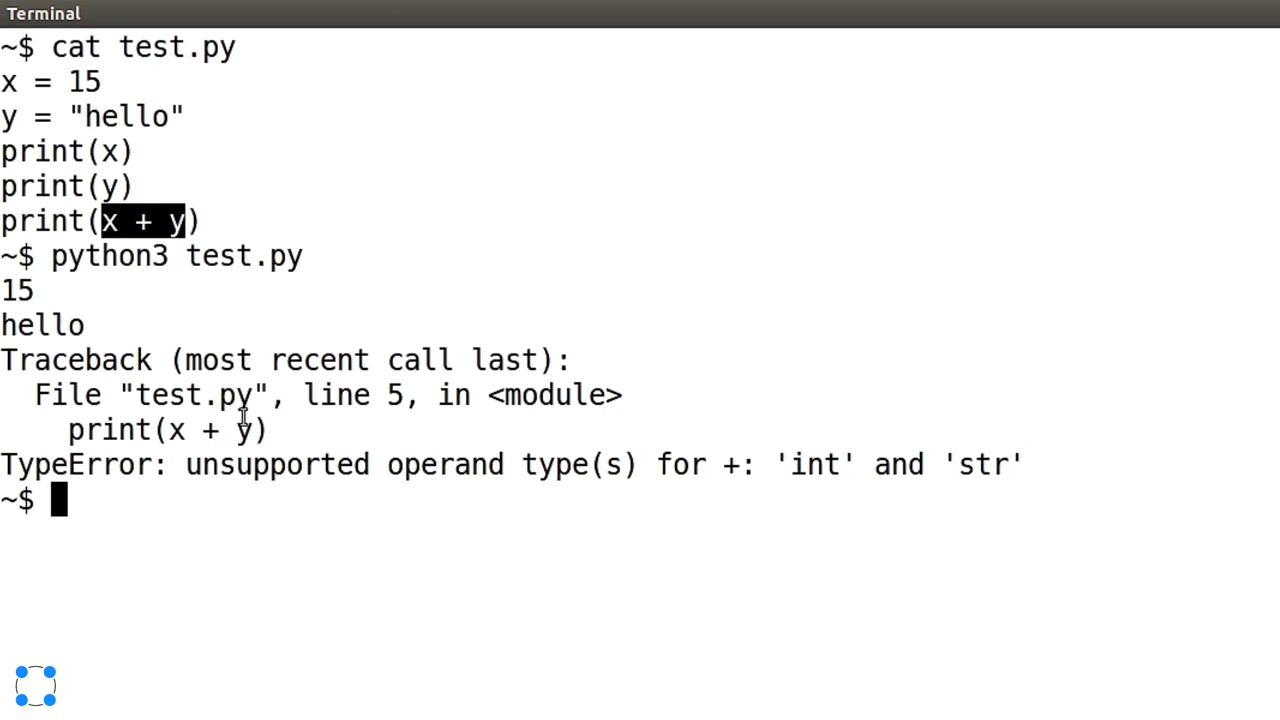 Terminal
~$ cat test.py
x = 15
y = "hello"
print(x)
print(y)
print(x + y)
~$ python3 test.py
15
hello
Traceback (most recent call last):
  File "test.py", line 5, in <module>
    print(x + y)
TypeError: unsupported operand type(s) for +: 'int' and 'str'
~$